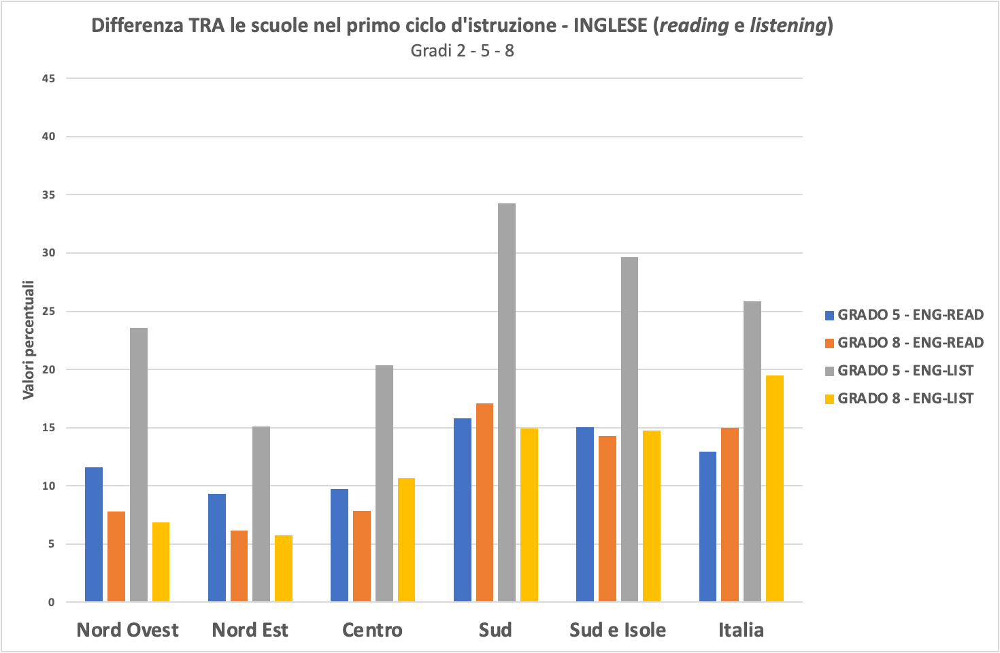 Differenza TRA le scuole nel primo ciclo d'istruzione - INGLESE (reading e listening)
Gradi 2 - 5 - 8
45
40
35
30
25
20
15
10
5
0
Valori percentuali
Nord Ovest
Nord Est
Centro
Sud
Sud e Isole
Italia
GRADO 5 - ENG-READ
GRADO 8 - ENG-READ
GRADO 5 - ENG-LIST
GRADO 8 - ENG-LIST